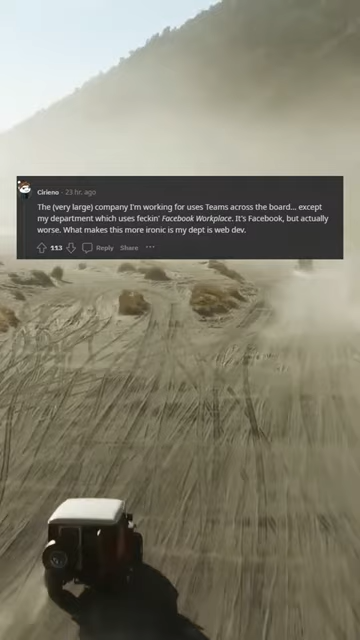 Cirieno · 23 hr. ago
The (very large) company I'm working for uses Teams across the board... except
my department which uses feckin' Facebook Workplace. It's Facebook, but actually
worse. What makes this more ironic is my dept is web dev.
113 Reply Share ...